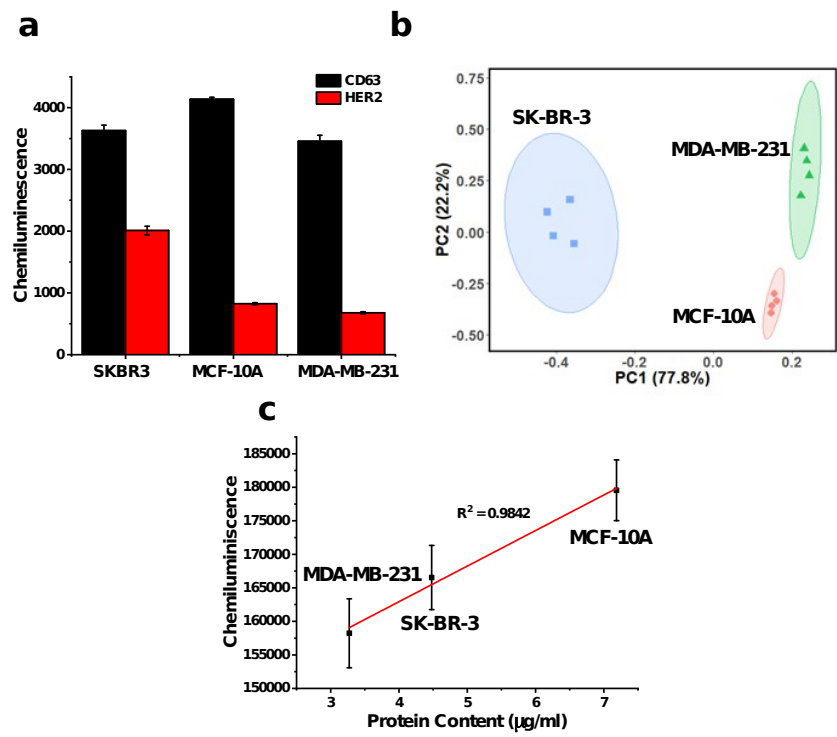 a
b
CD63
HER2
Chemiluminescence
4000
3000
2000
1000
0
SKBR3 MCF-10A MDA-MB-231
SK-BR-3
MDA-MB-231
MCF-10A
PC2 (22.2%)
0.75
0.50
0.25
0.00
-0.25
-0.50
-0.4 -0.2 0.0 0.2
PC1 (77.8%)
c
Chemiluminiscence
185000
180000
175000
170000
165000
160000
155000
150000
R² = 0.9842
MCF-10A
MDA-MB-231
SK-BR-3
3 4 5 6 7
Protein Content (μg/ml)